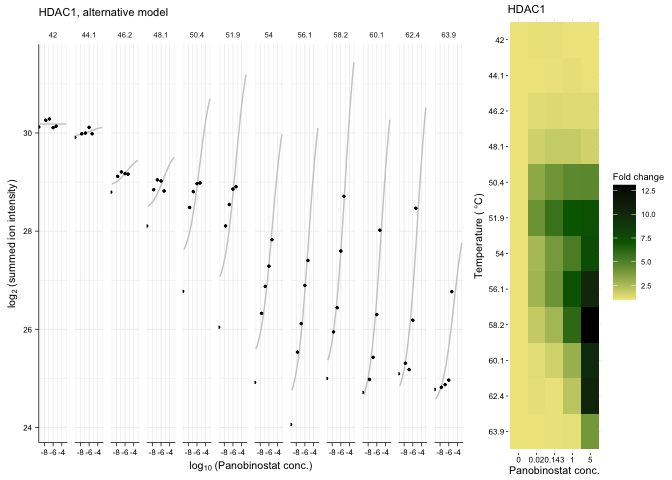 HDAC1, alternative model
42 44.1 46.2 48.1 50.4 51.9 54 56.1 58.2 60.1 62.4 63.9
30
28
26
24
log2 (summed ion intensity)
-8 -6 -4 -8 -6 -4 -8 -6 -4 -8 -6 -4 -8 -6 -4 -8 -6 -4 -8 -6 -4 -8 -6 -4 -8 -6 -4 -8 -6 -4 -8 -6 -4 -8 -6 -4
log10 (Panobinostat conc.)
HDAC1
42
44.1
46.2
48.1
50.4
51.9
54
56.1
58.2
60.1
62.4
63.9
Temperature ( °C)
0 0.02 0.143 1 5
Panobinostat conc.
Fold change
12.5
10.0
7.5
5.0
2.5